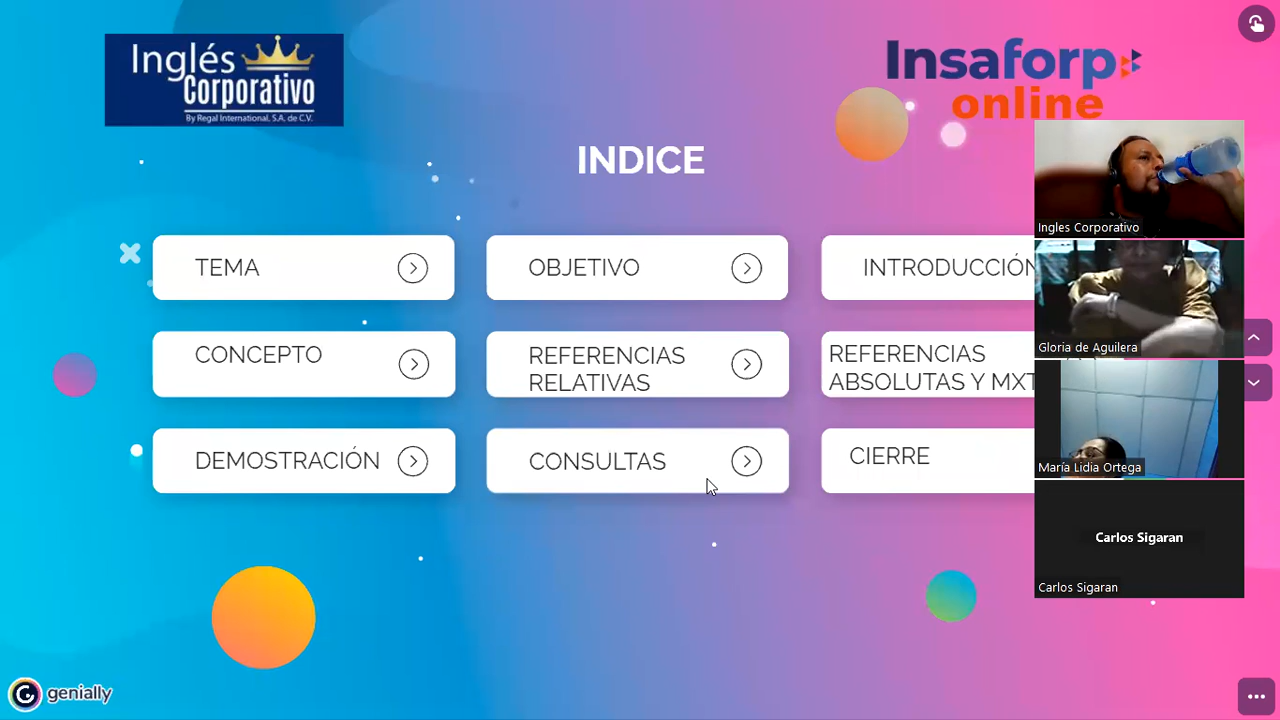 Inglés
Corporativo
By Regal International, S.A. de C.V.
Insaforp
online
INDICE
TEMA
OBJETIVO
INTRODUCCIÓN
CONCEPTO
REFERENCIAS
RELATIVAS
REFERENCIAS
ABSOLUTAS Y MXT
DEMOSTRACIÓN
CONSULTAS
CIERRE
Ingles Corporativo
Gloria de Aguilera
María Lidia Ortega
Carlos Sigaran
Carlos Sigaran
genially